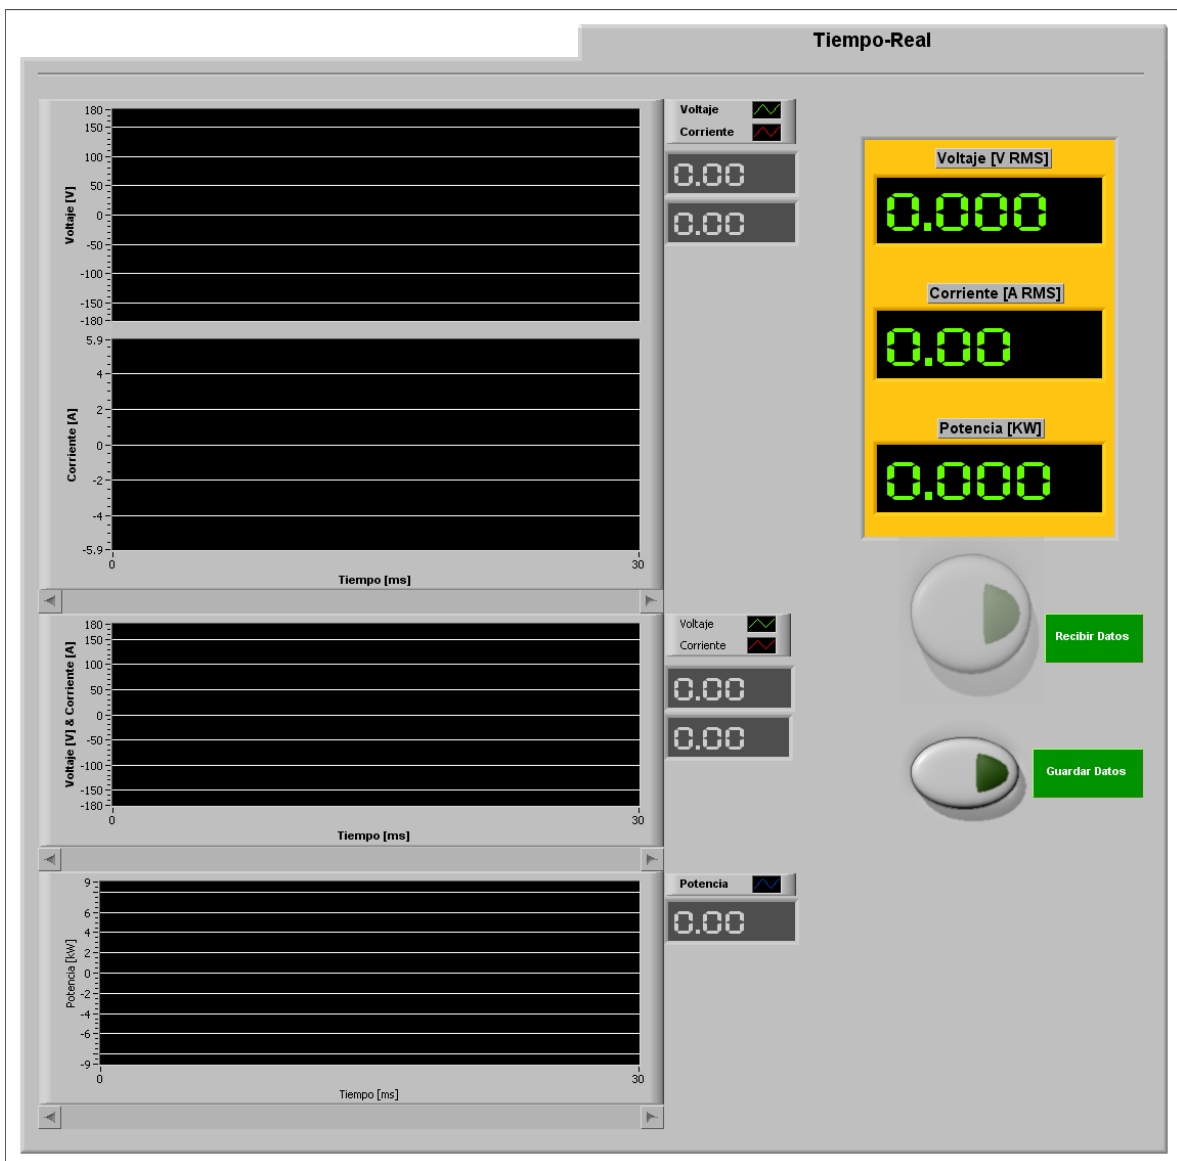 Tiempo-Real
180
150
100
50
0
-50
-100
-150
-180
Voltaje [V]
5.9
4
2
0
-2
-4
-5.9
Corriente [A]
0
30
Tiempo [ms]
Voltaje
Corriente
0.00
0.00
180
150
100
50
0
-50
-100
-150
-180
Voltaje [V] & Corriente [A]
0
30
Tiempo [ms]
Voltaje
Corriente
0.00
0.00
9
6
4
2
0
-2
-4
-6
-9
Potencia [kW]
0
30
Tiempo [ms]
Potencia
0.00
Voltaje [V RMS]
0.000
Corriente [A RMS]
0.00
Potencia [KW]
0.000
Recibir Datos
Guardar Datos